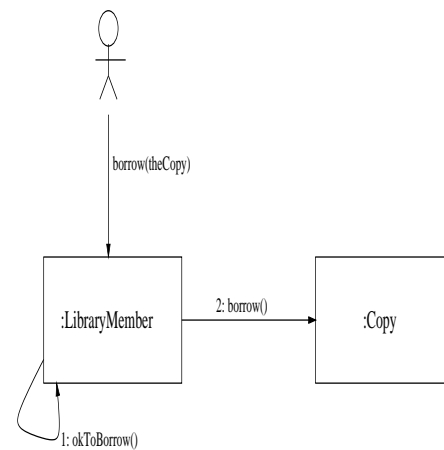 borrow(theCopy)
:LibraryMember
2: borrow()
:Copy
1: okToBorrow()